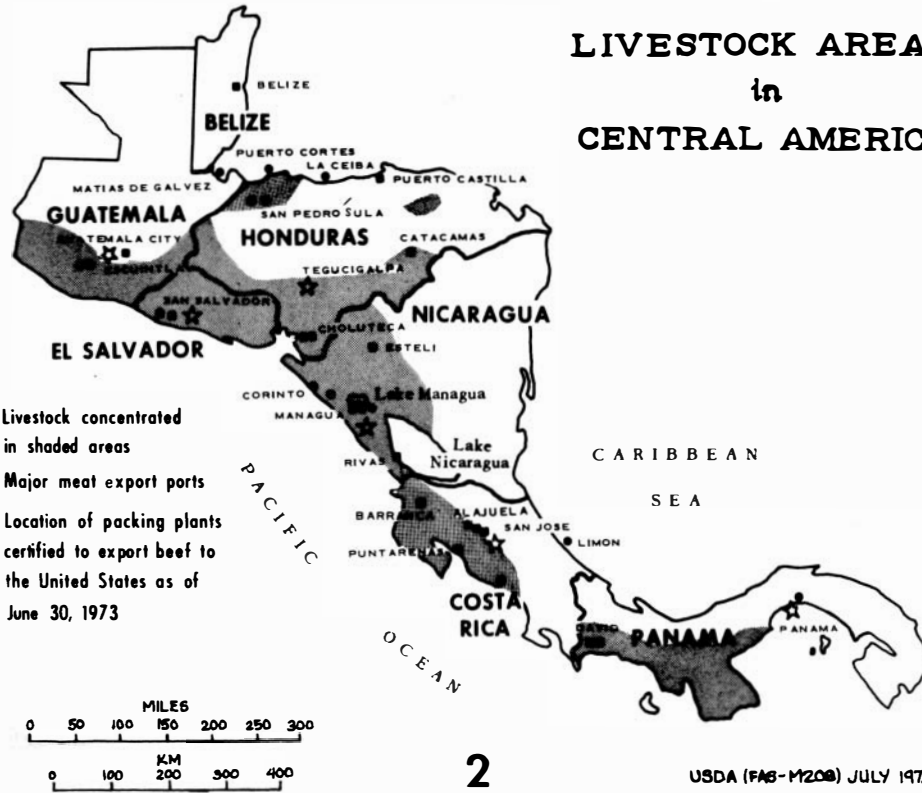 LIVESTOCK AREA
in
CENTRAL AMERIC
BELIZE
BELIZE
PUERTO CORTES
LA CEIBA
MATIAS DE GALVEZ
PUERTO CASTILLA
GUATEMALA
SAN PEDRO SULA
HONDURAS
GUATEMALA CITY
CATACAMAS
ESCUINTLA
TEGUCIGALPA
SAN SALVADOR
NICARAGUA
CHOLUTECA
EL SALVADOR
ESTELI
CORINTO
Lake Managua
MANAGUA
Livestock concentrated
in shaded areas
Major meat export ports
Location of packing plants
certified to export beef to
the United States as of
June 30, 1973
Lake
Nicaragua
RIVAS
CARIBBEAN
SEA
PACIFIC
OCEAN
BARRANCA
ALAJUELA
SAN JOSE
PUNTARENAS
LIMON
COSTA
RICA
DAVID
PANAMA
PANAMA
MILES
0 50 100 150 200 250 300
KM
0 100 200 300 400
2
USDA (FAS-M208) JULY 197